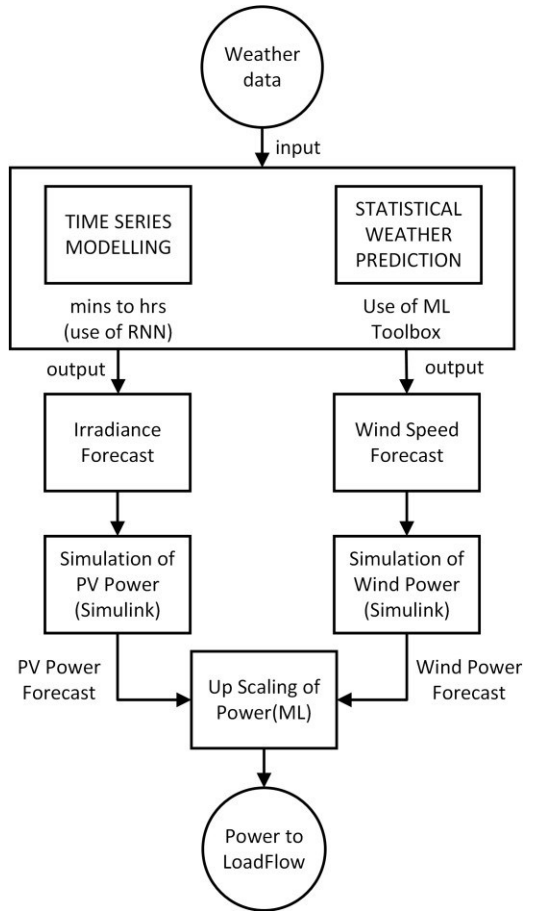 Weather
data
input
TIME SERIES
MODELLING
STATISTICAL
WEATHER
PREDICTION
mins to hrs
(use of RNN)
Use of ML
Toolbox
output
output
Irradiance
Forecast
Wind Speed
Forecast
Simulation of
PV Power
(Simulink)
Simulation of
Wind Power
(Simulink)
PV Power
Forecast
Up Scaling of
Power(ML)
Wind Power
Forecast
Power to
LoadFlow